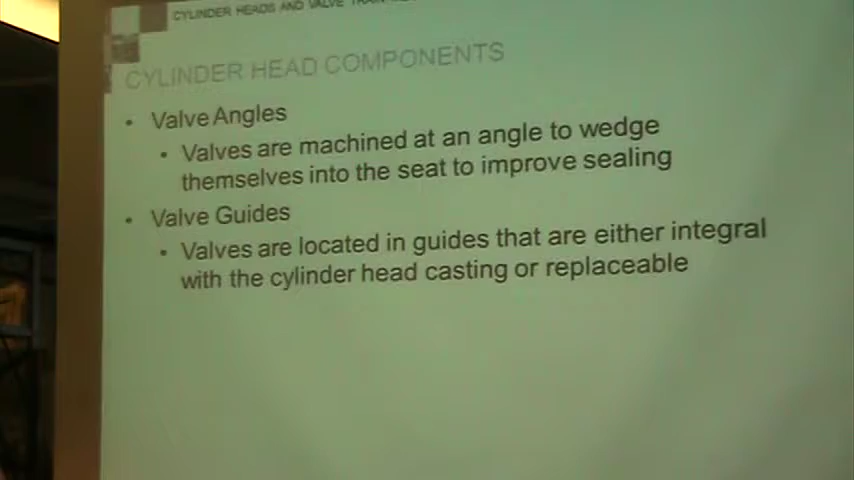 CYLINDER HEADS AND VALVE
CYLINDER HEAD COMPONENTS
• Valve Angles
• Valves are machined at an angle to wedge
themselves into the seat to improve sealing
• Valve Guides
• Valves are located in guides that are either integral
with the cylinder head casting or replaceable